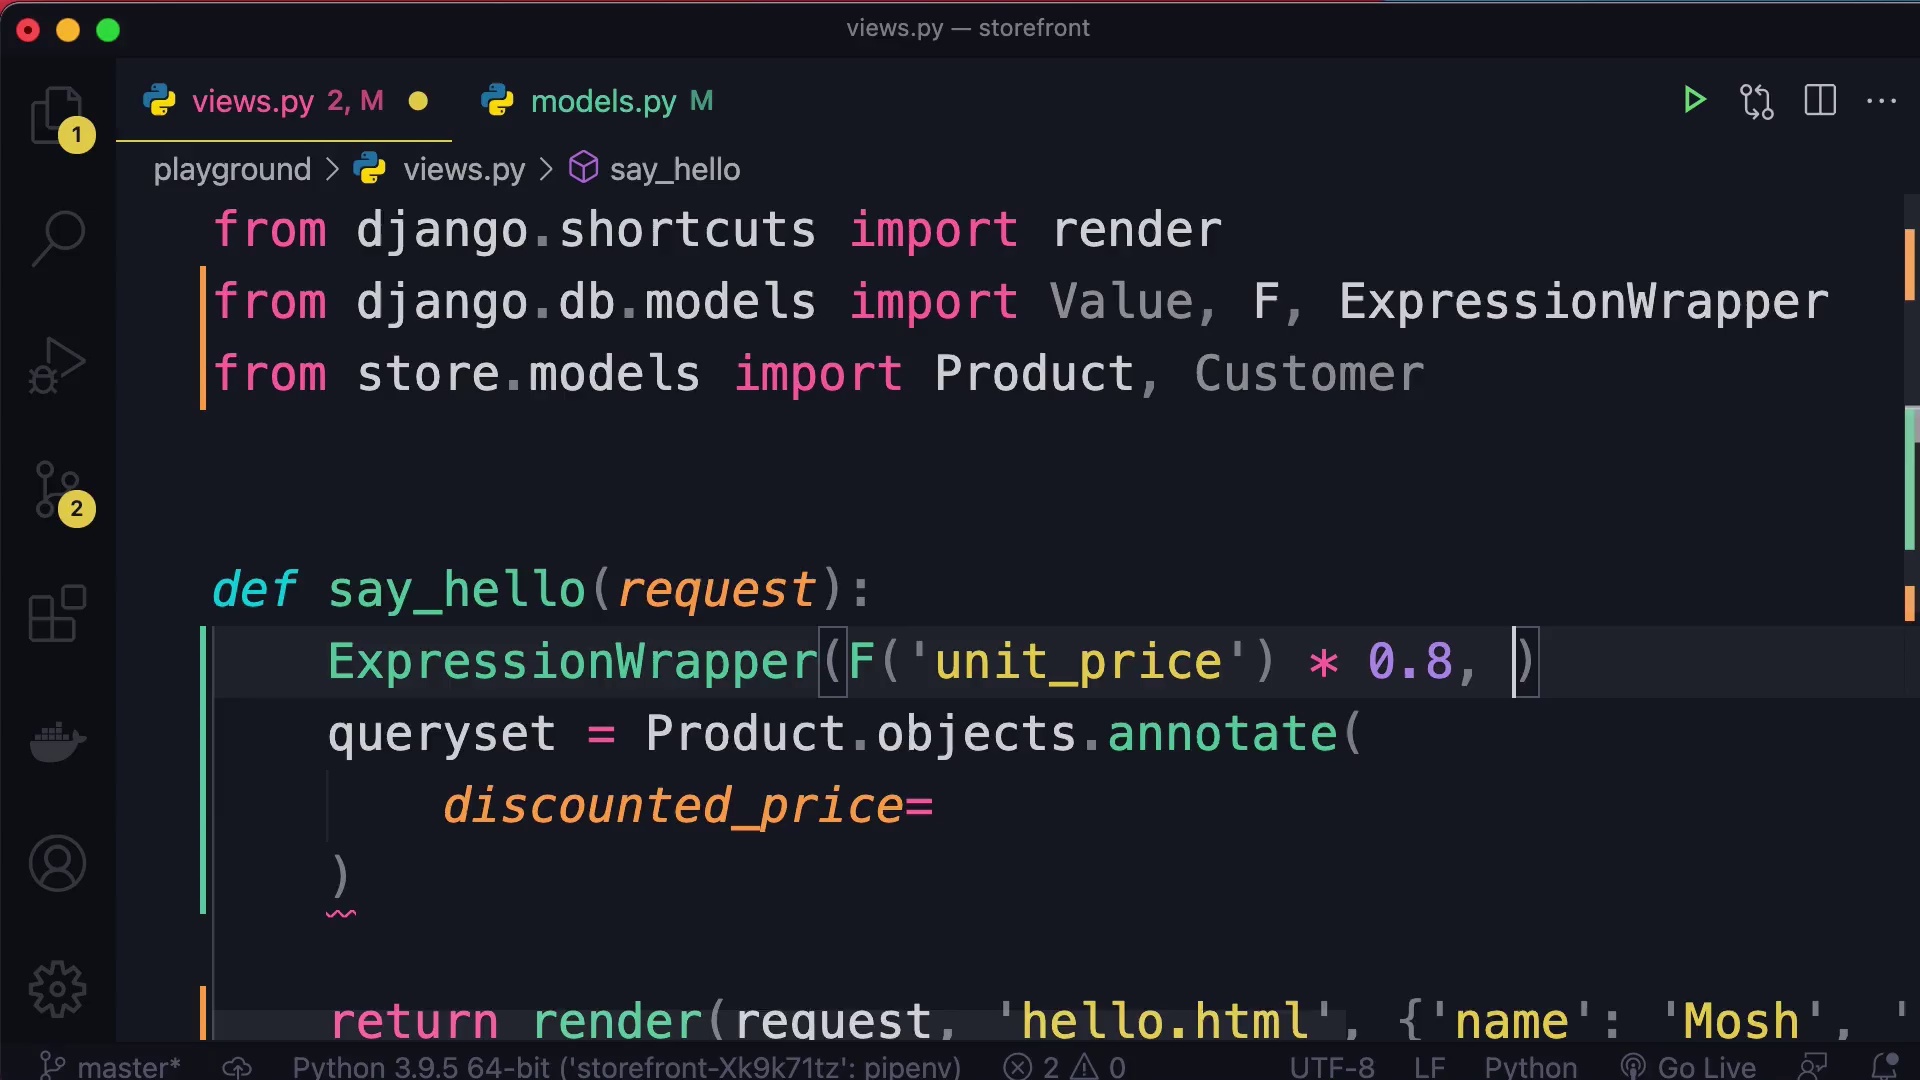 views.py — storefront
views.py 2, M
models.py M
1
playground > views.py > say_hello
from django.shortcuts import render
from django.db.models import Value, F, ExpressionWrapper
from store.models import Product, Customer
2
def say_hello(request):
ExpressionWrapper(F('unit_price') * 0.8, )
queryset = Product.objects.annotate(
discounted_price=
)
return render(request, 'hello.html', {'name': 'Mosh', '
master* Python 3.9.5 64-bit ('storefront-Xk9k71tz': pipenv) 2 0 UTF-8 LF Python Go Live